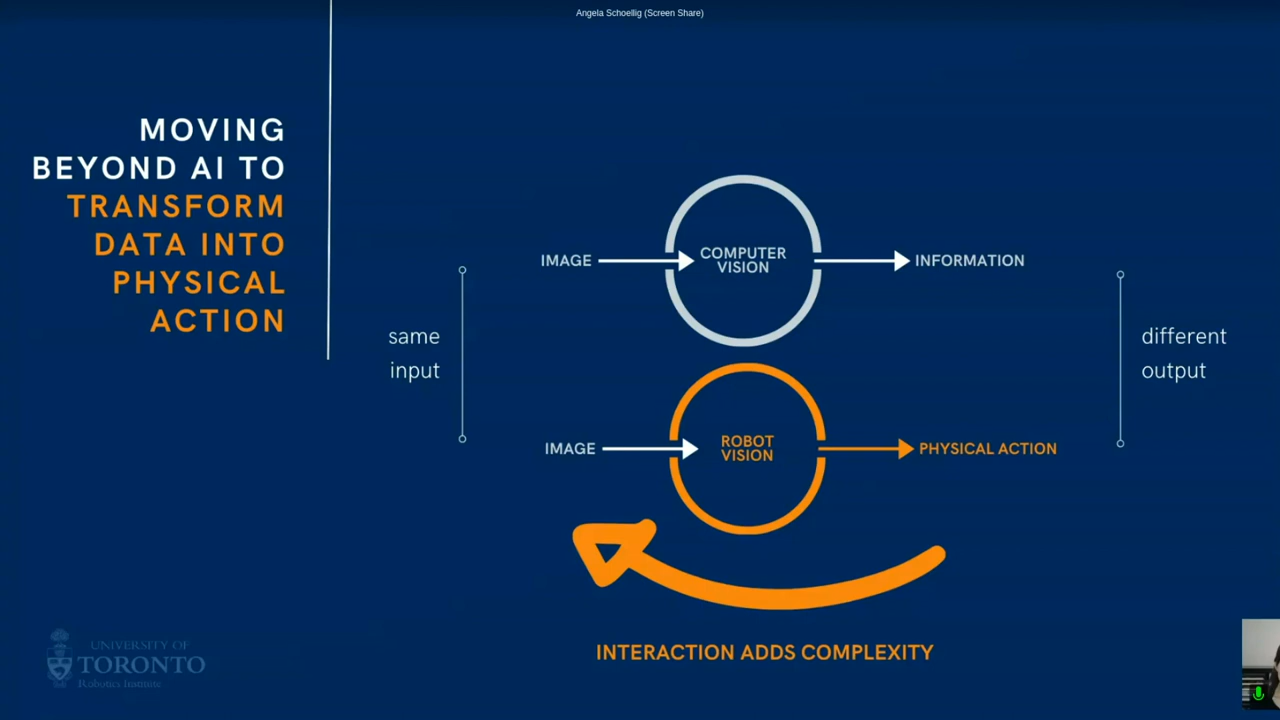 Angela Schoellig (Screen Share)
MOVING
BEYOND AI TO
TRANSFORM
DATA INTO
PHYSICAL
ACTION
IMAGE
COMPUTER
VISION
INFORMATION
same
input
different
output
IMAGE
ROBOT
VISION
PHYSICAL ACTION
INTERACTION ADDS COMPLEXITY
UNIVERSITY OF
TORONTO
Robotics Institute